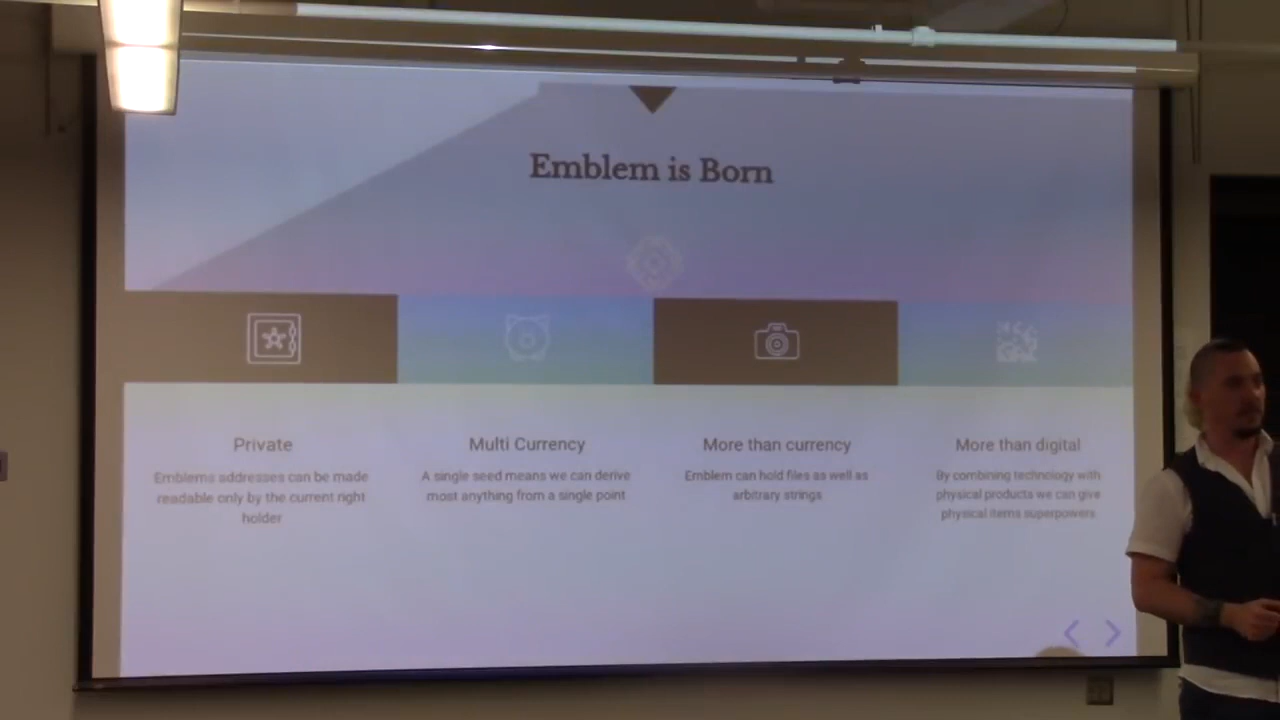 Emblem is Born
Private
Emblems addresses can be made
readable only by the current right
holder
Multi Currency
A single seed means we can derive
most anything from a single point
More than currency
Emblem can hold files as well as
arbitrary strings
More than digital
By combining technology with
physical products we can give
physical items superpowers